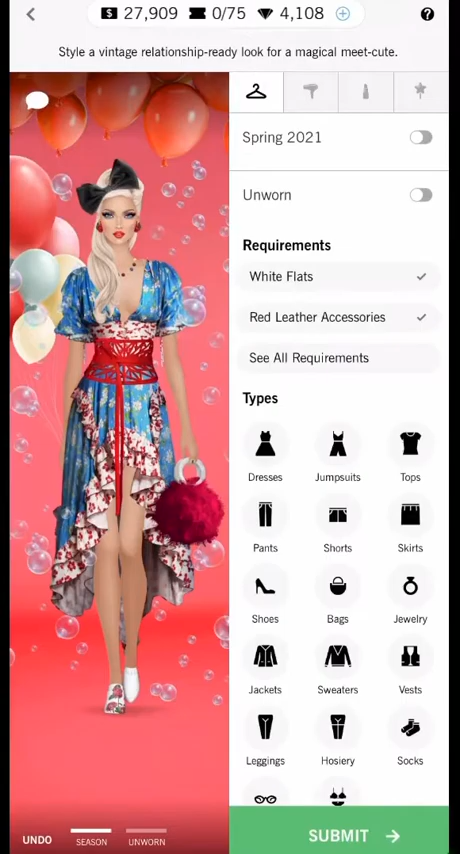 $ 27,909 0/75 4,108 ?
Style a vintage relationship-ready look for a magical meet-cute.
Spring 2021
Unworn
Requirements
White Flats
Red Leather Accessories
See All Requirements
Types
Dresses Jumpsuits Tops
Pants Shorts Skirts
Shoes Bags Jewelry
Jackets Sweaters Vests
Leggings Hosiery Socks
UNDO SEASON UNWORN
SUBMIT